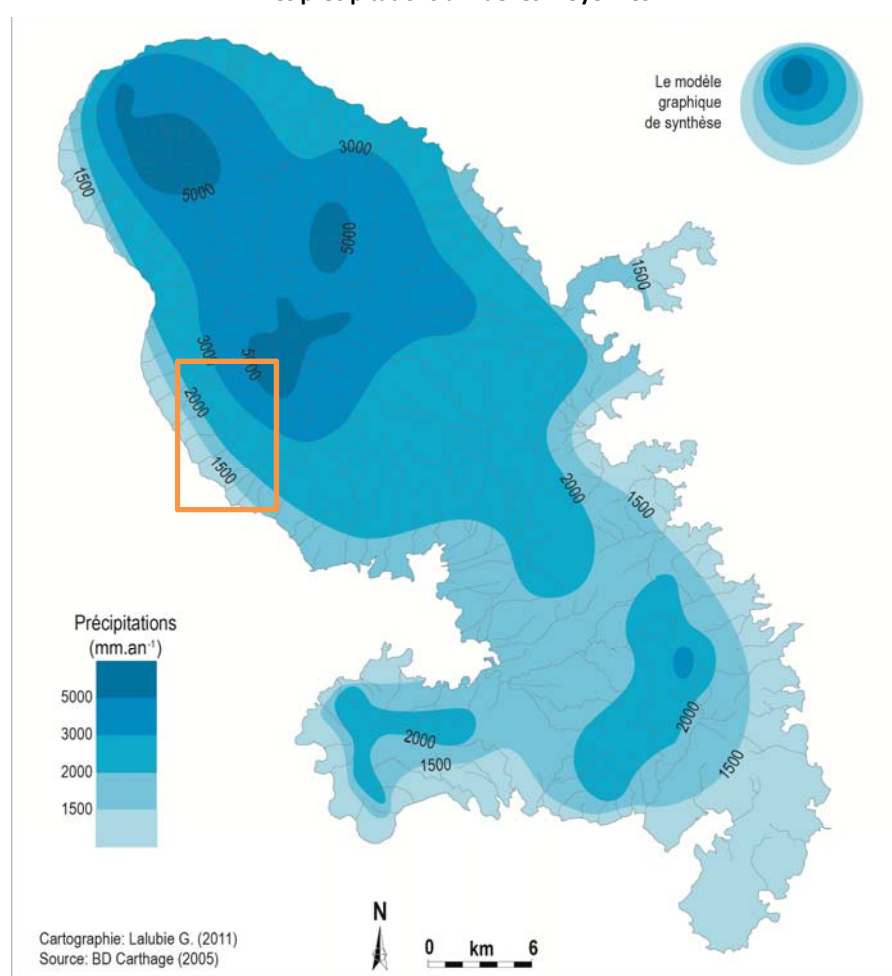 Le modèle
graphique
de synthèse
3000
1500
5000
5000
1500
3000
5000
2000
1500
2000
1500
2000
1500
2000
1500
Précipitations
(mm.an⁻¹)
5000
3000
2000
1500
N
0 km 6
Cartographie: Lalubie G. (2011)
Source: BD Carthage (2005)